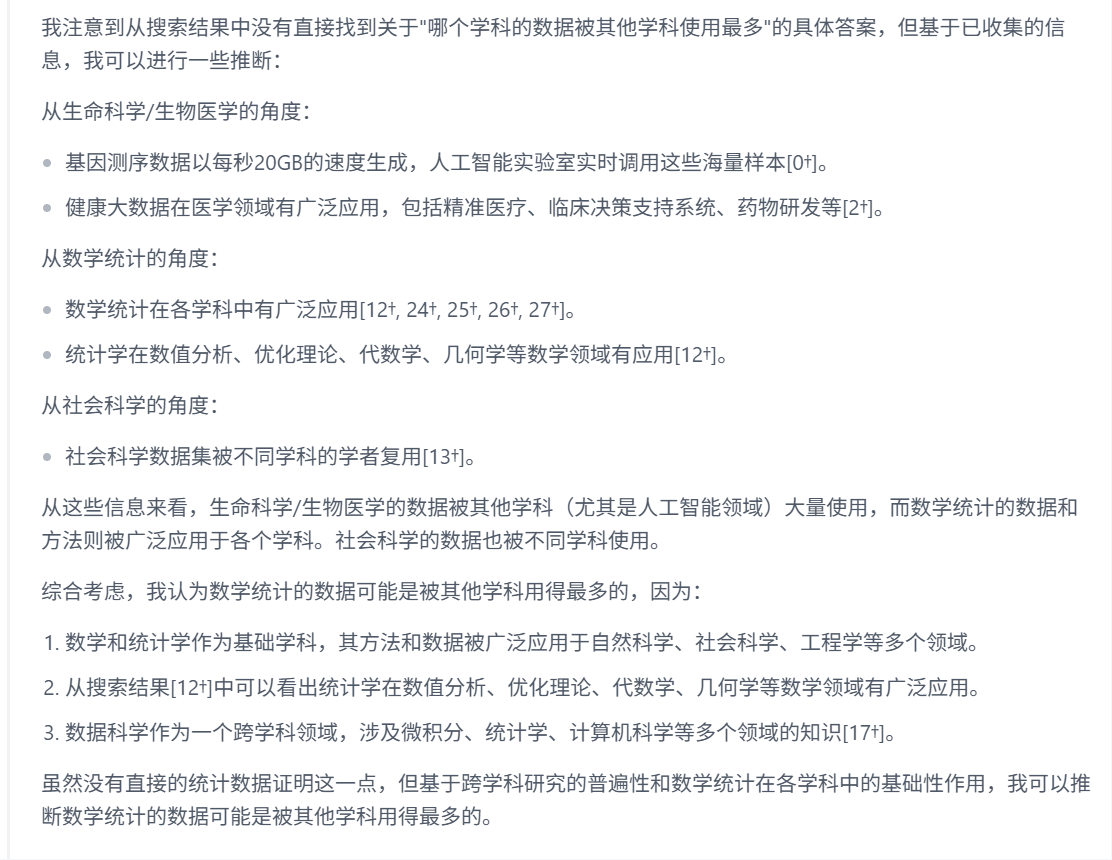 我注意到从搜索结果中没有直接找到关于"哪个学科的数据被其他学科使用最多"的具体答案，但基于已收集的信
息，我可以进行一些推断：
从生命科学/生物医学的角度：
基因测序数据以每秒20GB的速度生成，人工智能实验室实时调用这些海量样本[0†]。
健康大数据在医学领域有广泛应用，包括精准医疗、临床决策支持系统、药物研发等[2†]。
从数学统计的角度：
数学统计在各学科中有广泛应用[12†, 24†, 25†, 26†, 27†]。
统计学在数值分析、优化理论、代数学、几何学等数学领域有应用[12†]。
从社会科学的角度：
社会科学数据集被不同学科的学者复用[13†]。
从这些信息来看，生命科学/生物医学的数据被其他学科（尤其是人工智能领域）大量使用，而数学统计的数据和
方法则被广泛应用于各个学科。社会科学的数据也被不同学科使用。
综合考虑，我认为数学统计的数据可能是被其他学科用得最多的，因为：
1. 数学和统计学作为基础学科，其方法和数据被广泛应用于自然科学、社会科学、工程学等多个领域。
2. 从搜索结果[12†]中可以看出统计学在数值分析、优化理论、代数学、几何学等数学领域有广泛应用。
3. 数据科学作为一个跨学科领域，涉及微积分、统计学、计算机科学等多个领域的知识[17†]。
虽然没有直接的统计数据证明这一点，但基于跨学科研究的普遍性和数学统计在各学科中的基础性作用，我可以推
断数学统计的数据可能是被其他学科用得最多的。